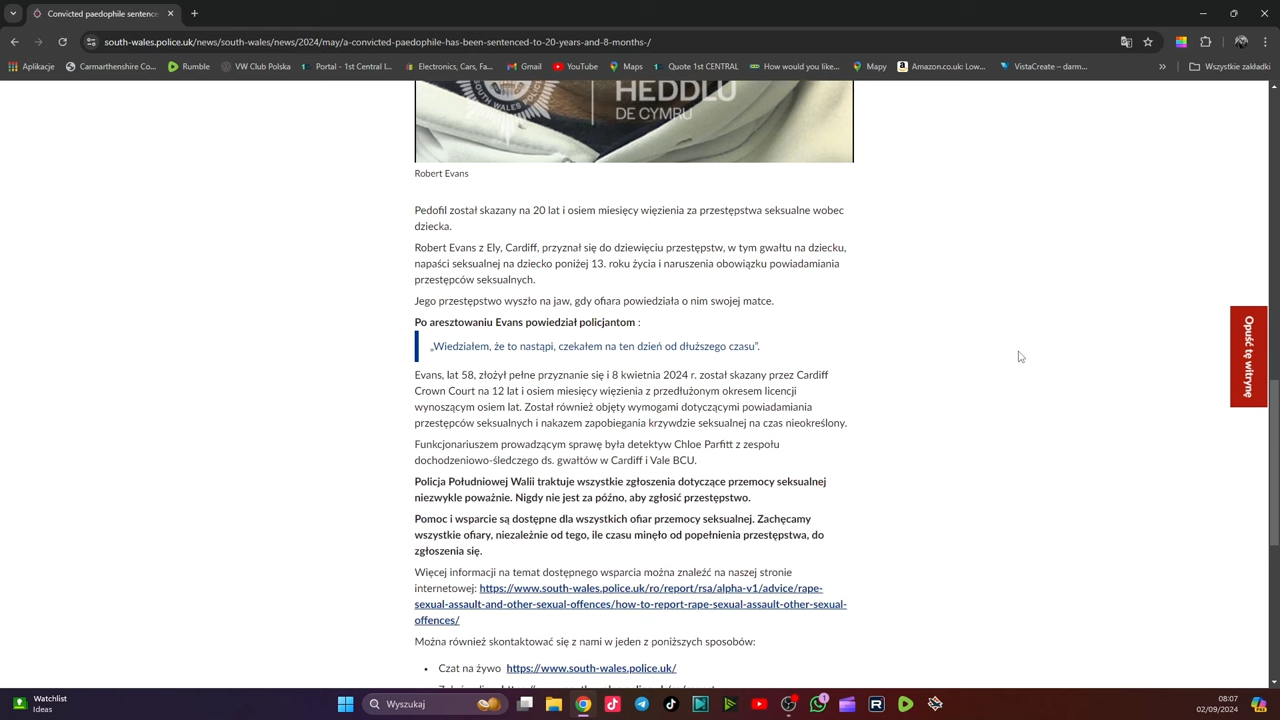 Convicted paedophile sentenc
south-wales.police.uk/news/south-wales/news/2024/may/a-convicted-paedophile-has-been-sentenced-to-20-years-and-8-months-/
Aplikacje
Carmarthenshire Co...
Rumble
VW Club Polska
Portal - 1st Central I...
Electronics, Cars, Fa...
Gmail
YouTube
Maps
Quote 1st CENTRAL
How would you like...
Mapy
Amazon.co.uk: Low...
VistaCreate – darm...
»
Wszystkie zakładki
SOUTH WALES POLICE
HEDDLU
DE CYMRU
Robert Evans
Pedofil został skazany na 20 lat i osiem miesięcy więzienia za przestępstwa seksualne wobec
dziecka.
Robert Evans z Ely, Cardiff, przyznał się do dziewięciu przestępstw, w tym gwałtu na dziecku,
napaści seksualnej na dziecko poniżej 13. roku życia i naruszenia obowiązku powiadamiania
przestępców seksualnych.
Jego przestępstwo wyszło na jaw, gdy ofiara powiedziała o nim swojej matce.
Po aresztowaniu Evans powiedział policjantom :
„Wiedziałem, że to nastąpi, czekałem na ten dzień od dłuższego czasu”.
Evans, lat 58, złożył pełne przyznanie się i 8 kwietnia 2024 r. został skazany przez Cardiff
Crown Court na 12 lat i osiem miesięcy więzienia z przedłużonym okresem licencji
wynoszącym osiem lat. Został również objęty wymogami dotyczącymi powiadamiania
przestępców seksualnych i nakazem zapobiegania krzywdzie seksualnej na czas nieokreślony.
Funkcjonariuszem prowadzącym sprawę była detektyw Chloe Parfitt z zespołu
dochodzeniowo-śledczego ds. gwałtów w Cardiff i Vale BCU.
Policja Południowej Walii traktuje wszystkie zgłoszenia dotyczące przemocy seksualnej
niezwykle poważnie. Nigdy nie jest za późno, aby zgłosić przestępstwo.
Pomoc i wsparcie są dostępne dla wszystkich ofiar przemocy seksualnej. Zachęcamy
wszystkie ofiary, niezależnie od tego, ile czasu minęło od popełnienia przestępstwa, do
zgłoszenia się.
Więcej informacji na temat dostępnego wsparcia można znaleźć na naszej stronie
internetowej: https://www.south-wales.police.uk/ro/report/rsa/alpha-v1/advice/rape-
sexual-assault-and-other-sexual-offences/how-to-report-rape-sexual-assault-other-sexual-
offences/
Można również skontaktować się z nami w jeden z poniższych sposobów:
• Czat na żywo https://www.south-wales.police.uk/
Opuść tę witrynę
Watchlist
Ideas
Wyszukaj
1
08:07
02/09/2024